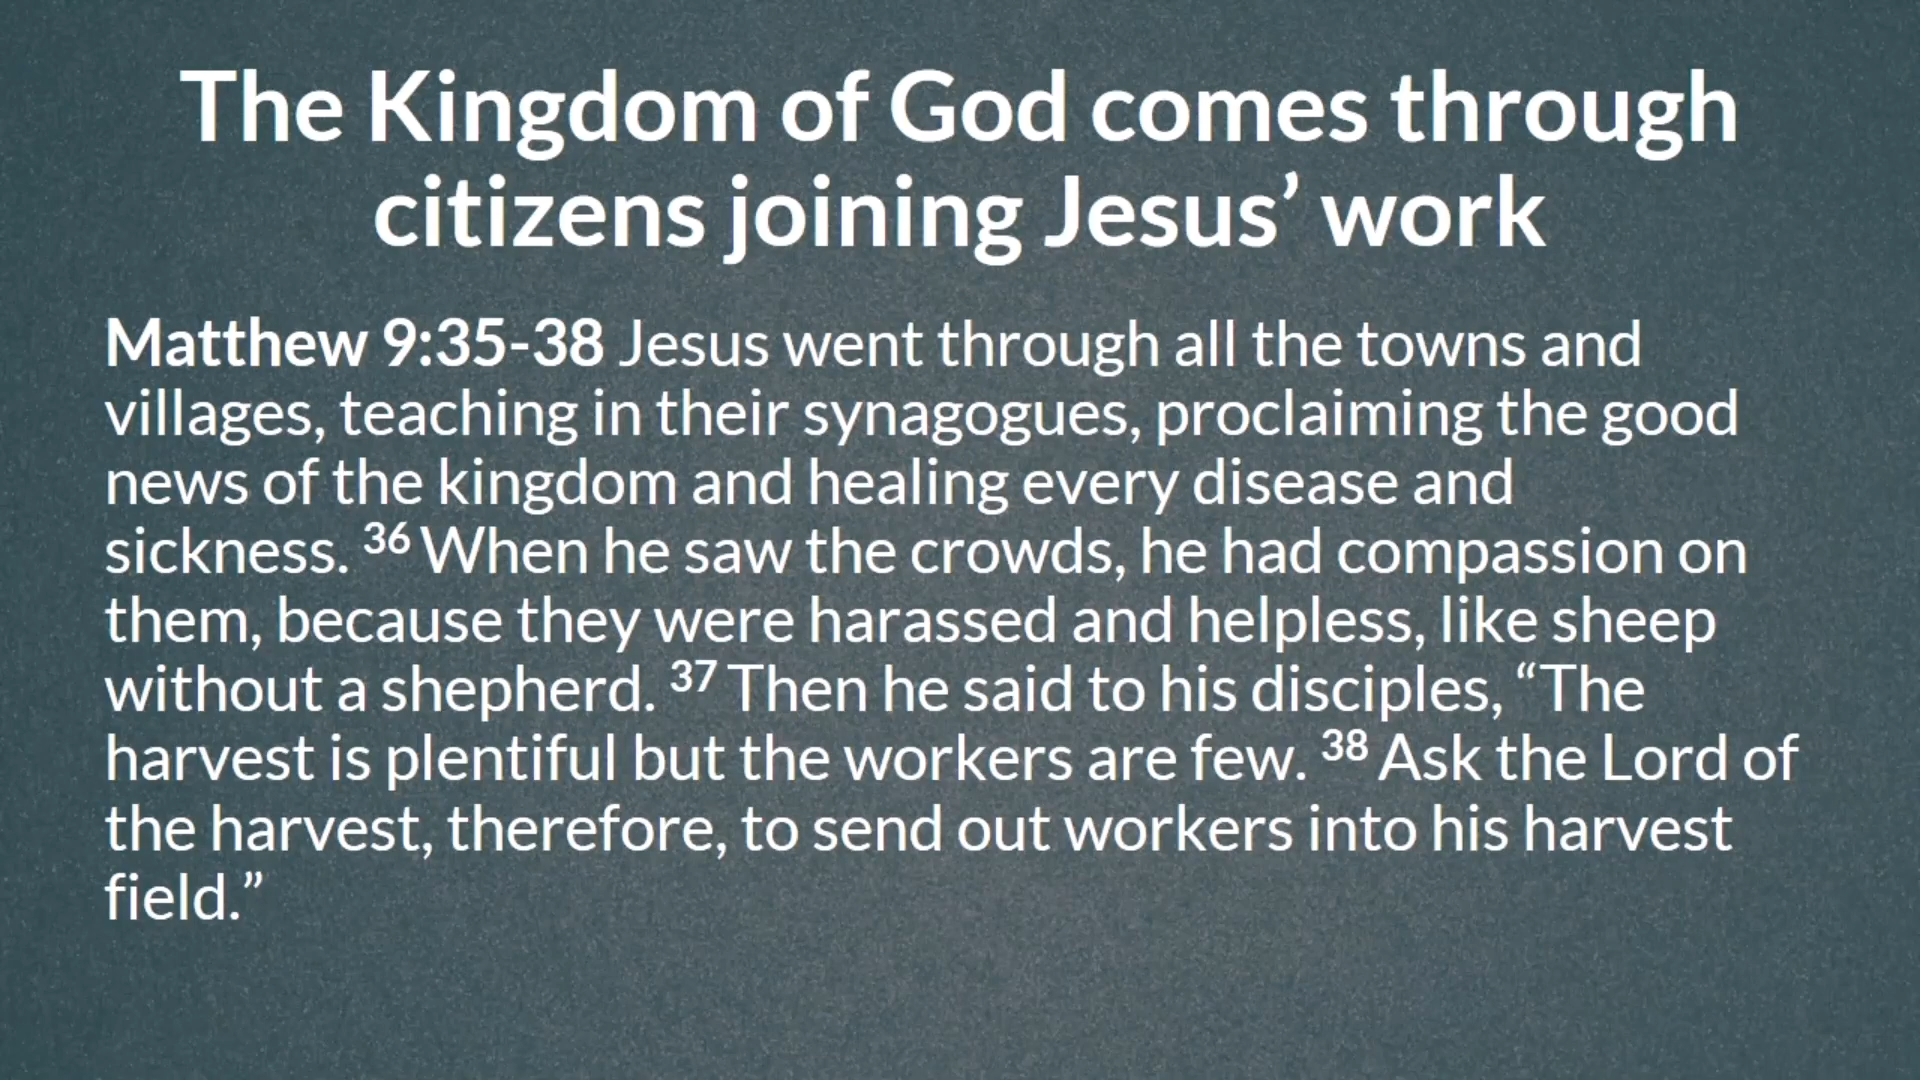 The Kingdom of God comes through
citizens joining Jesus’ work
Matthew 9:35-38 Jesus went through all the towns and
villages, teaching in their synagogues, proclaiming the good
news of the kingdom and healing every disease and
sickness. 36 When he saw the crowds, he had compassion on
them, because they were harassed and helpless, like sheep
without a shepherd. 37 Then he said to his disciples, “The
harvest is plentiful but the workers are few. 38 Ask the Lord of
the harvest, therefore, to send out workers into his harvest
field.”